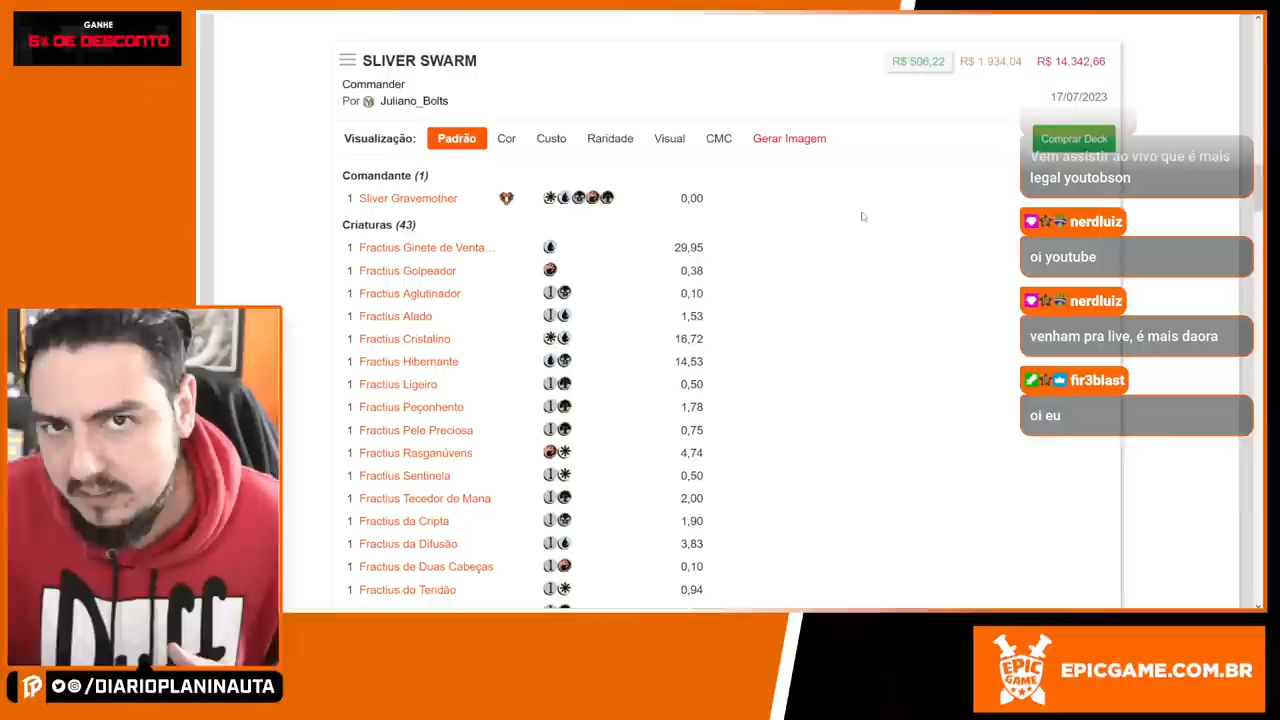 GANHE
5% DE DESCONTO
SLIVER SWARM
R$ 506,22 R$ 1.934,04 R$ 14.342,66
Commander
Por Juliano_Bolts
17/07/2023
Visualização: Padrão Cor Custo Raridade Visual CMC Gerar Imagem
Comprar Deck
Comandante (1)
1 Sliver Gravemother 0,00
Criaturas (43)
1 Fractius Ginete de Venta... 29,95
1 Fractius Golpeador 0,38
1 Fractius Aglutinador 0,10
1 Fractius Alado 1,53
1 Fractius Cristalino 16,72
1 Fractius Hibernante 14,53
1 Fractius Ligeiro 0,50
1 Fractius Peçonhento 1,78
1 Fractius Pele Preciosa 0,75
1 Fractius Rasganúvens 4,74
1 Fractius Sentinela 0,50
1 Fractius Tecedor de Mana 2,00
1 Fractius da Cripta 1,90
1 Fractius da Difusão 3,83
1 Fractius de Duas Cabeças 0,10
1 Fractius do Tendão 0,94
Vem assistir ao vivo que é mais
legal youtobson
nerdluiz
oi youtube
nerdluiz
venham pra live, é mais daora
fir3blast
oi eu
/DIARIOPLANINAUTA
EPIC
GAME
EPICGAME.COM.BR